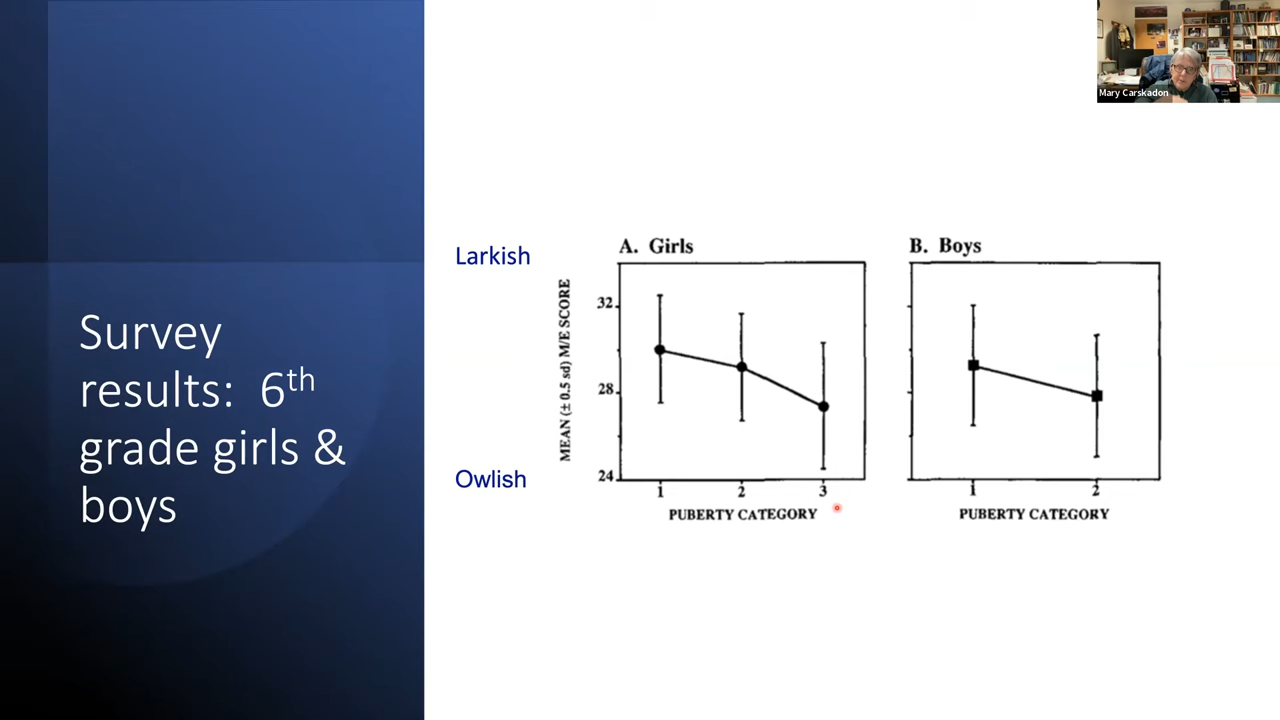 Survey
results: 6th
grade girls &
boys
Larkish
Owlish
A. Girls
MEAN (± 0.5 sd) M/E SCORE
32
28
24
1 2 3
PUBERTY CATEGORY
B. Boys
1 2
PUBERTY CATEGORY
Mary Carskadon